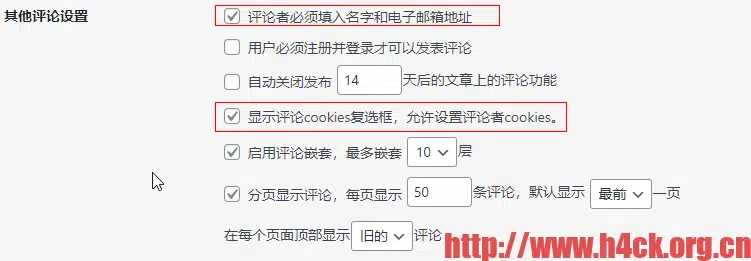 其他评论设置
评论者必须填入名字和电子邮箱地址
用户必须注册并登录才可以发表评论
自动关闭发布 14 天后的文章上的评论功能
显示评论cookies复选框，允许设置评论者cookies。
启用评论嵌套，最多嵌套 10 层
分页显示评论，每页显示 50 条评论，默认显示 最前 一页
在每个页面顶部显示 旧的 评论
http://www.h4ck.org.cn